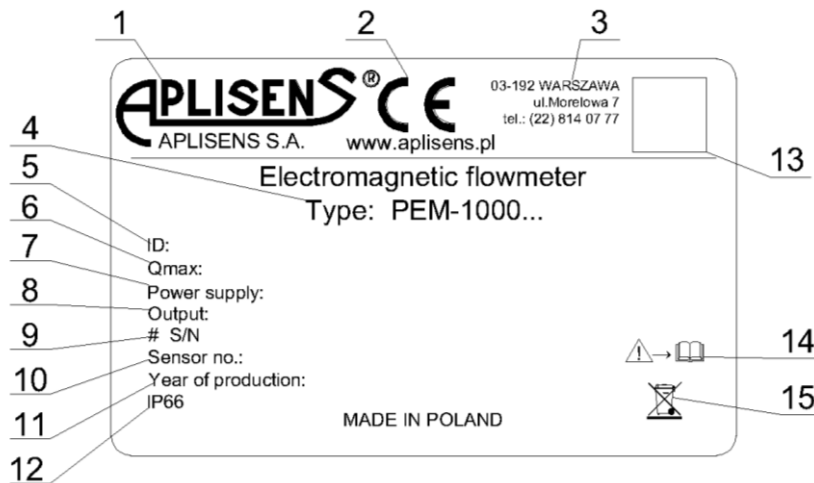 1 2 3
APLISENS® CE
03-192 WARSZAWA
ul.Morelowa 7
tel.: (22) 814 07 77
APLISENS S.A. www.aplisens.pl
4
13
Electromagnetic flowmeter
Type: PEM-1000...
5
ID:
6
Qmax:
7
Power supply:
8
Output:
9
# S/N
10
Sensor no.:
14
11
Year of production:
12
IP66
15
MADE IN POLAND